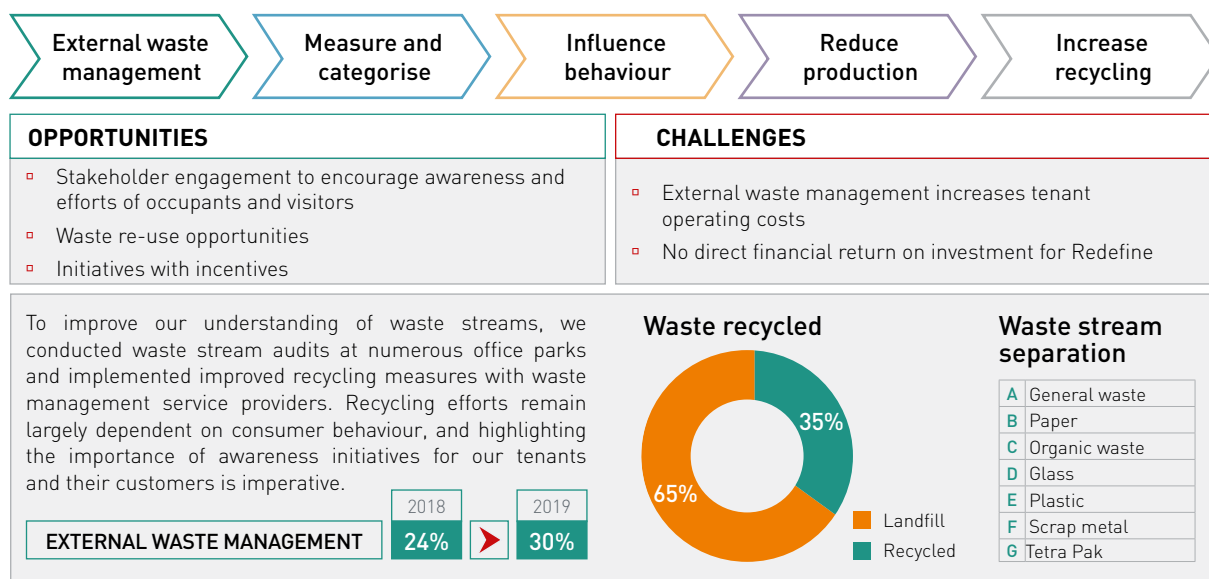 External waste
management
Measure and
categorise
Influence
behaviour
Reduce
production
Increase
recycling
OPPORTUNITIES
▫ Stakeholder engagement to encourage awareness and
efforts of occupants and visitors
▫ Waste re-use opportunities
▫ Initiatives with incentives
CHALLENGES
▫ External waste management increases tenant
operating costs
▫ No direct financial return on investment for Redefine
To improve our understanding of waste streams, we
conducted waste stream audits at numerous office parks
and implemented improved recycling measures with waste
management service providers. Recycling efforts remain
largely dependent on consumer behaviour, and highlighting
the importance of awareness initiatives for our tenants
and their customers is imperative.
2018
2019
EXTERNAL WASTE MANAGEMENT 24% 30%
Waste recycled
35%
65%
Landfill
Recycled
Waste stream
separation
A General waste
B Paper
C Organic waste
D Glass
E Plastic
F Scrap metal
G Tetra Pak